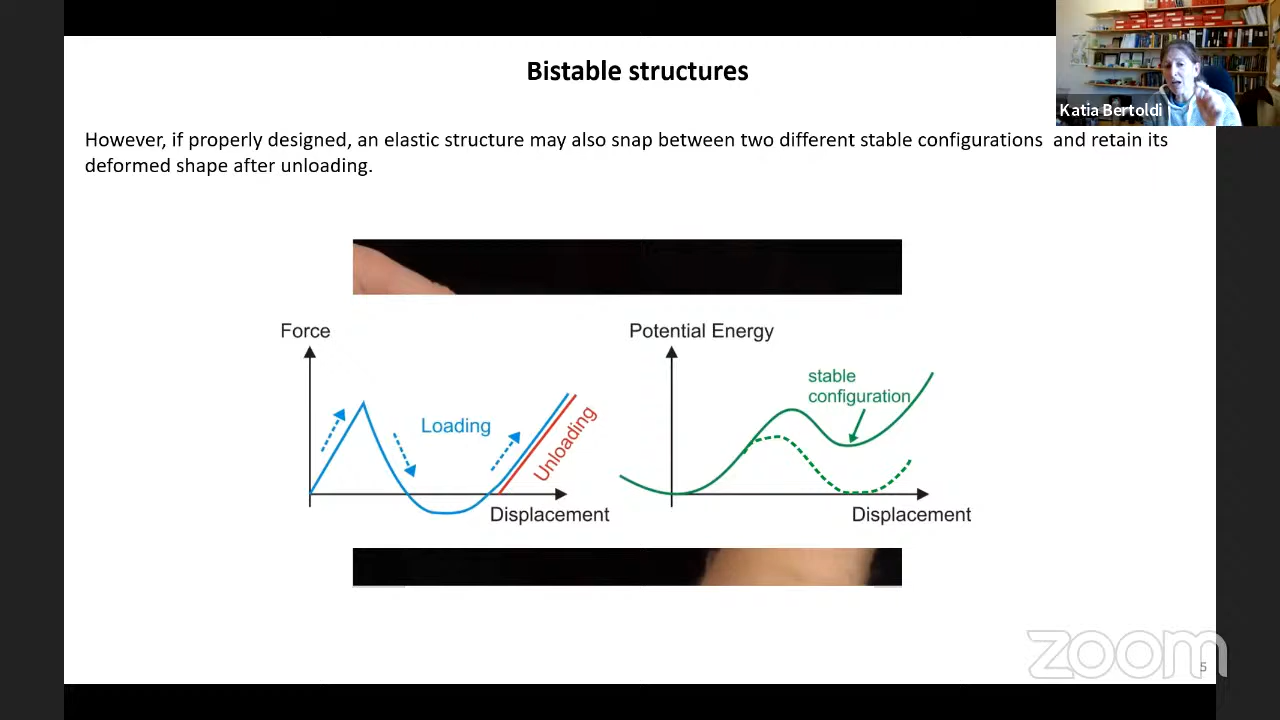 Bistable structures
Katia Bertoldi
However, if properly designed, an elastic structure may also snap between two different stable configurations and retain its
deformed shape after unloading.
Force
Loading
Unloading
Displacement
Potential Energy
stable
configuration
Displacement
zoom
5